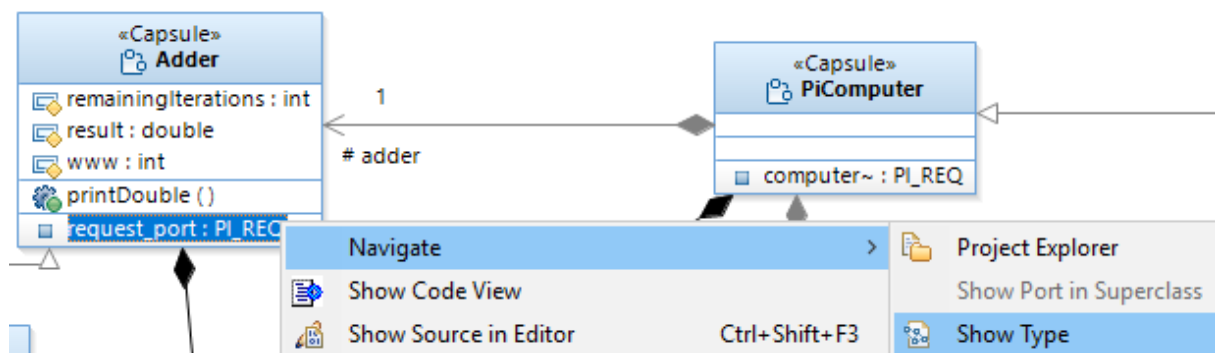 «Capsule»
Adder
remainingIterations : int
result : double
www : int
printDouble ( )
request_port : PI_REQ
1
# adder
«Capsule»
PiComputer
computer~ : PI_REQ
Navigate
Show Code View
Show Source in Editor Ctrl+Shift+F3
Project Explorer
Show Port in Superclass
Show Type